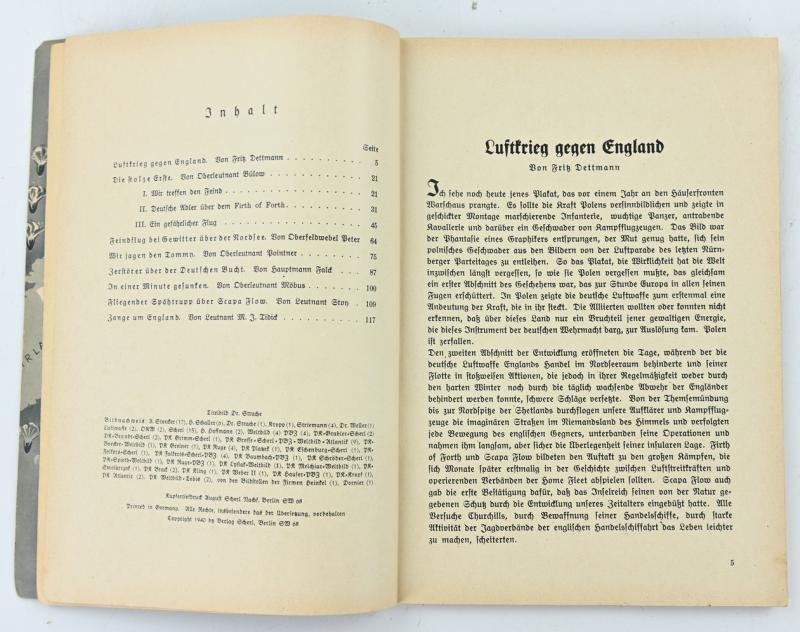 Inhalt
Seite
Luftkrieg gegen England. Von Fritz Dettmann . . . . . . . . . . 5
Die stolze Erste. Von Oberleutnant Bülow . . . . . . . . . . . 21
I. Wir treffen den Feind . . . . . . . . . . . . . . . . 21
II. Deutsche Adler über dem Firth of Forth . . . . . . . . . 31
III. Ein gefährlicher Flug . . . . . . . . . . . . . . . . 45
Feindflug bei Gewitter über der Nordsee. Von Oberfeldwebel Peter 64
Wir jagen den Tommy. Von Oberleutnant Pointner . . . . . . . 75
Zerstörer über der Deutschen Bucht. Von Hauptmann Falck . . . 87
In einer Minute gesunken. Von Oberleutnant Möbus . . . . . . 100
Fliegender Spähtrupp über Scapa Flow. Von Leutnant Stoy . . . 109
Zange um England. Von Leutnant M. J. Tidick . . . . . . . . . 117
Titelbild Dr. Strache
Kupfertiefdruck August Scherl Nachf., Berlin SW 68
Printed in Germany. Alle Rechte, insbesondere das der Übersetzung, vorbehalten
Copyright 1940 by Verlag Scherl, Berlin SW 68
Luftkrieg gegen England
Von Fritz Dettmann
Ich sehe noch heute jenes Plakat, das vor einem Jahr an den Häuserfronten
Warschaus prangte. Es sollte die Kraft Polens versinnbildlichen und zeigte in
geschickter Montage marschierende Infanterie, wuchtige Panzer, antrabende
Kavallerie und darüber ein Geschwader von Kampfflugzeugen. Das Bild war
der Phantasie eines Graphikers entsprungen, der Mut genug hatte, sich sein
polnisches Geschwader aus den Bildern von der Luftparade des letzten Nürn-
berger Parteitages zu entleihen. So das Plakat, die Wirklichkeit hat die Welt
inzwischen längst vergessen, so wie sie Polen vergessen mußte, das gleichsam
ein erster Abschnitt des Geschehens war, das zur Stunde Europa in allen seinen
Fugen erschüttert. In Polen zeigte die deutsche Luftwaffe zum erstenmal eine
Andeutung der Kraft, die in ihr steckt. Die Alliierten wollten oder konnten nicht
erkennen, daß über dieses Land nur ein Bruchteil jener gewaltigen Energie,
die dieses Instrument der deutschen Wehrmacht barg, zur Auslösung kam. Polen
ist zerfallen.
Den zweiten Abschnitt der Entwicklung eröffneten die Tage, während der die
deutsche Luftwaffe Englands Handel im Nordseeraum behinderte und seiner
Flotte in stoßweisen Aktionen, die jedoch in ihrer Regelmäßigkeit weder durch
den harten Winter noch durch die täglich wachsende Abwehr der Engländer
behindert werden konnte, schwere Schläge versetzte. Von der Themsemündung
bis zur Nordspitze der Shetlands durchflogen unsere Aufklärer und Kampfflug-
zeuge die imaginären Straßen im Niemandsland des Himmels und verfolgten
jede Bewegung des englischen Gegners, unterbanden seine Operationen und
nahmen ihm langsam, aber sicher die Überlegenheit seiner insularen Lage. Firth
of Forth und Scapa Flow bildeten den Auftakt zu den großen Kämpfen, die
sich Monate später erstmalig in der Geschichte zwischen Luftstreitkräften und
operierenden Verbänden der Home Fleet abspielen sollten. Scapa Flow auch
gab die erste Bestätigung dafür, daß das Inselreich seinen von der Natur ge-
gebenen Schutz durch die Entwicklung unseres Zeitalters eingebüßt hatte. Alle
Versuche Churchills, durch Bewaffnung seiner Handelsschiffe, durch starke
Aktivität der Jagdverbände der englischen Handelsschiffahrt das Leben leichter
zu machen, scheiterten.
5